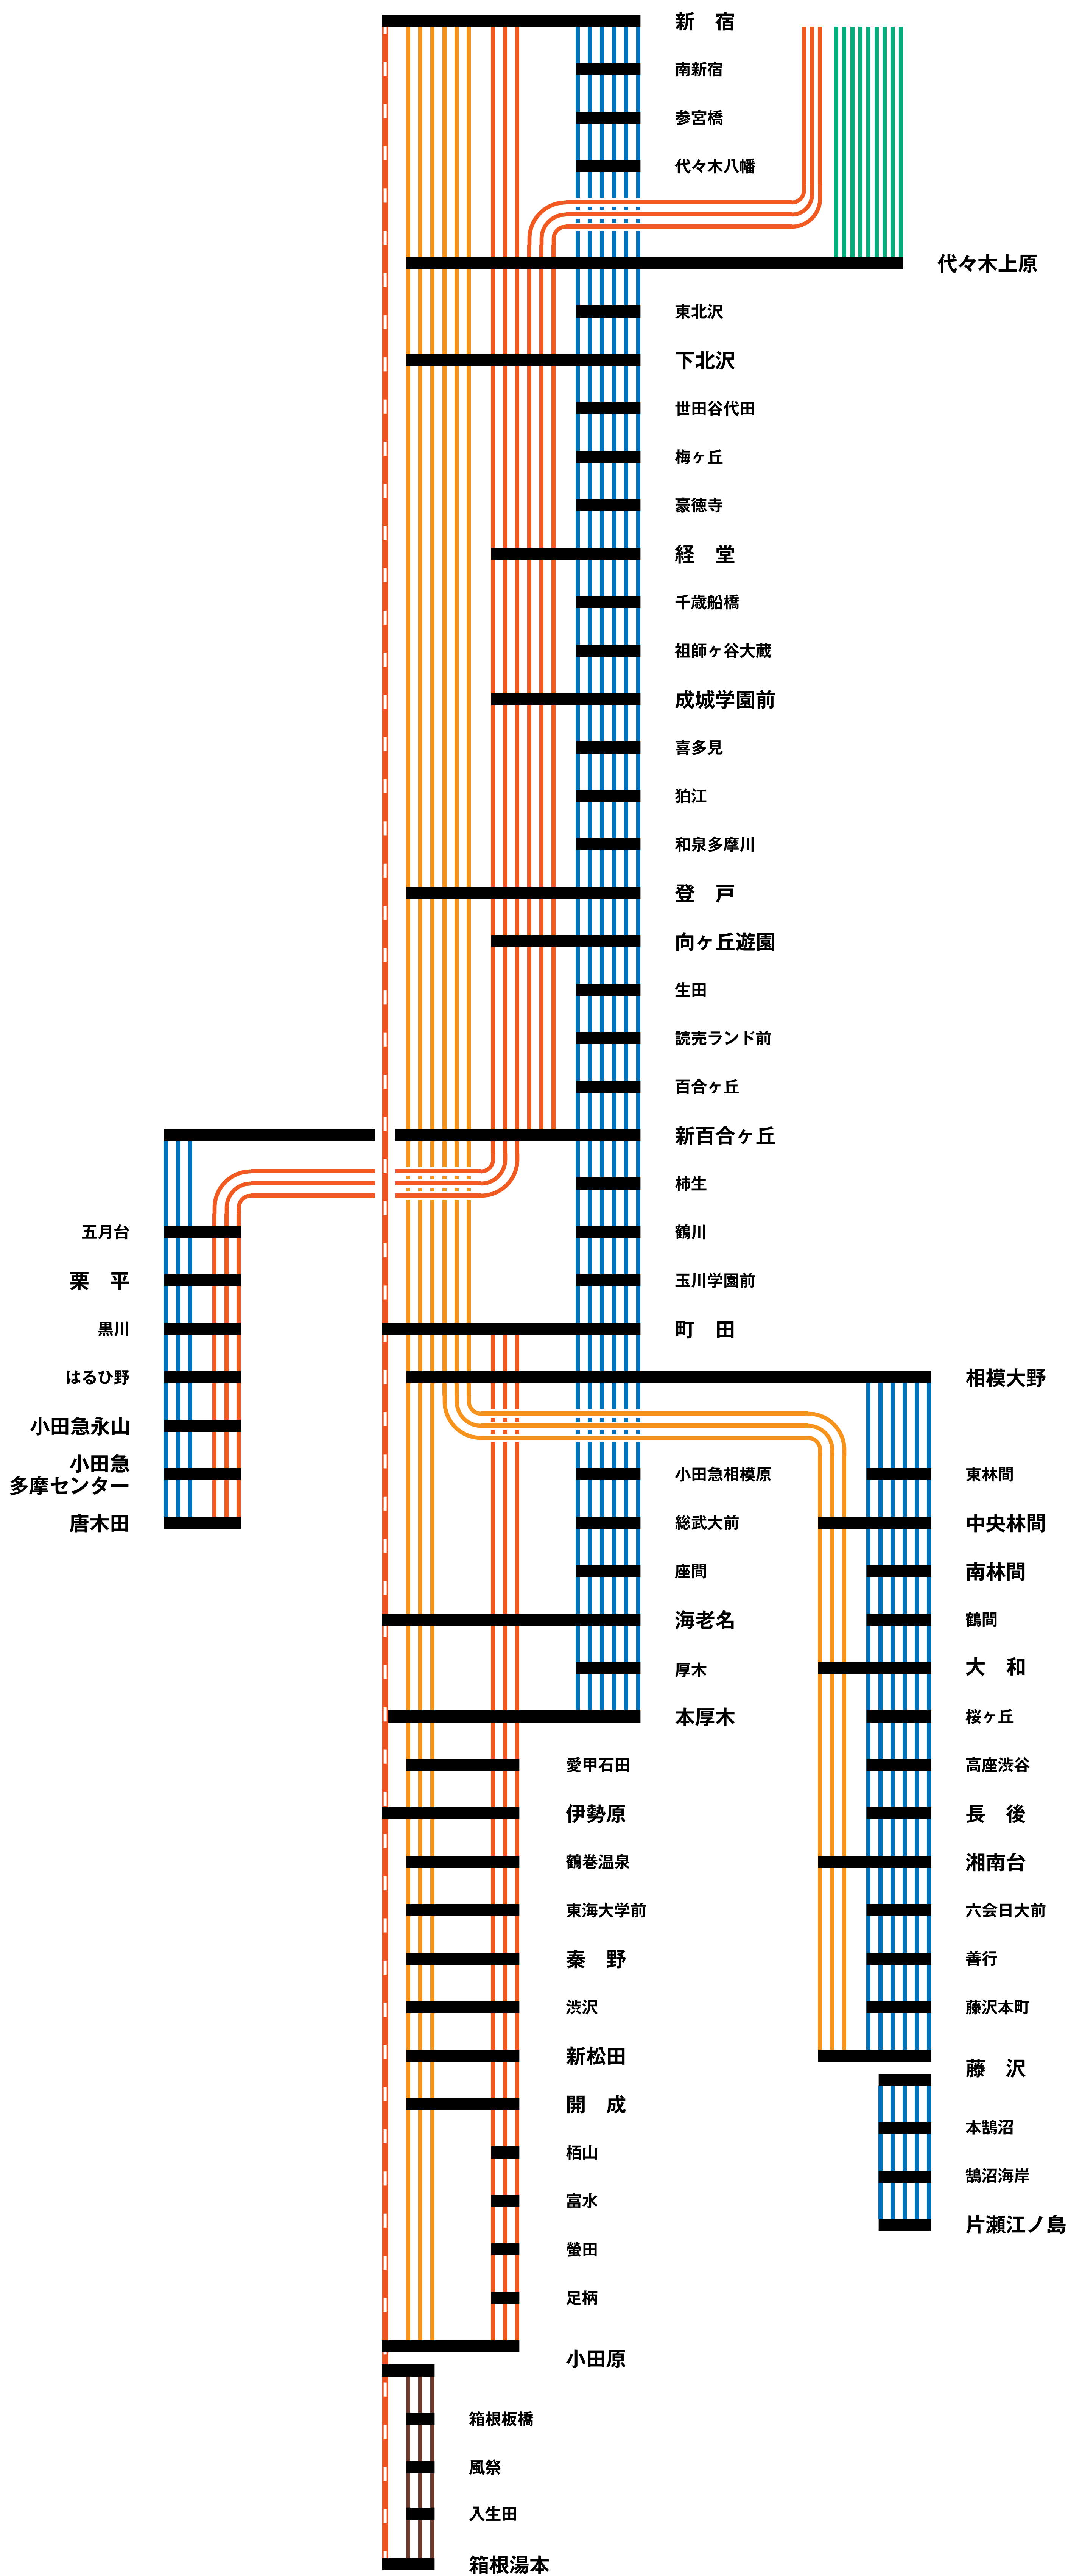 新　宿
南新宿
参宮橋
代々木八幡
代々木上原
東北沢
下北沢
世田谷代田
梅ヶ丘
豪徳寺
経　堂
千歳船橋
祖師ヶ谷大蔵
成城学園前
喜多見
狛江
和泉多摩川
登　戸
向ヶ丘遊園
生田
読売ランド前
百合ヶ丘
新百合ヶ丘
柿生
鶴川
玉川学園前
町　田
五月台
栗　平
黒川
はるひ野
小田急永山
小田急
多摩センター
唐木田
相模大野
小田急相模原
総武大前
座間
海老名
厚木
本厚木
東林間
中央林間
南林間
鶴間
大　和
桜ヶ丘
高座渋谷
長　後
湘南台
六会日大前
善行
藤沢本町
藤　沢
本鵠沼
鵠沼海岸
片瀬江ノ島
愛甲石田
伊勢原
鶴巻温泉
東海大学前
秦　野
渋沢
新松田
開　成
栢山
富水
螢田
足柄
小田原
箱根板橋
風祭
入生田
箱根湯本